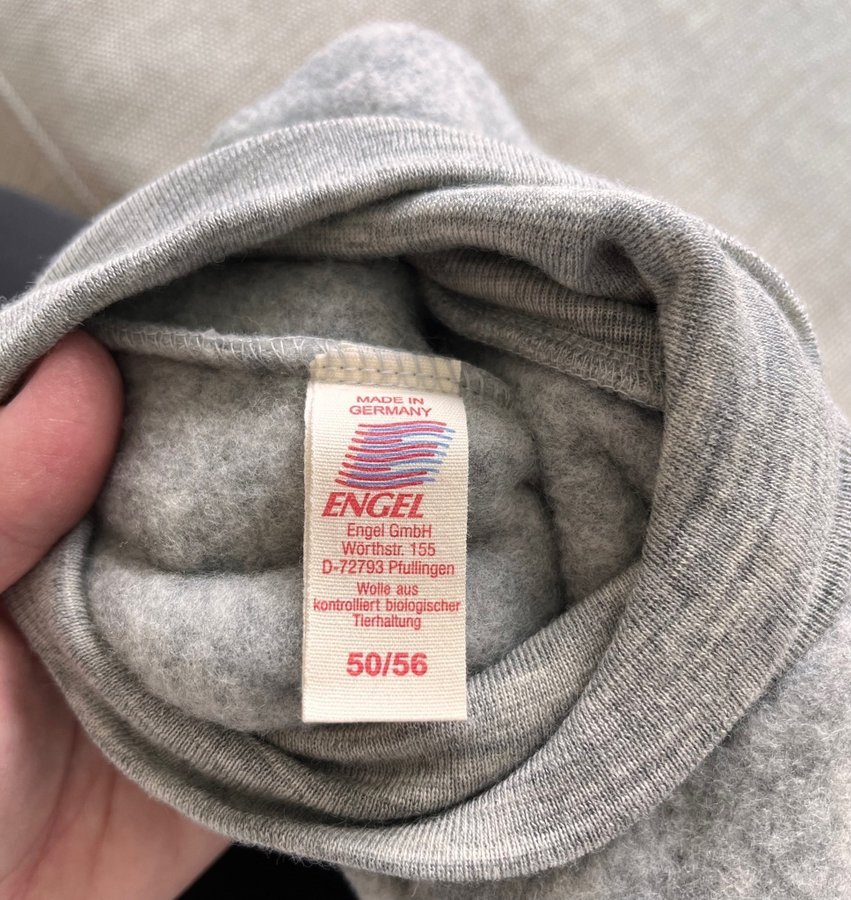 MADE IN
GERMANY
ENGEL
Engel GmbH
Wörthstr. 155
D-72793 Pfullingen
Wolle aus
kontrolliert biologischer
Tierhaltung
50/56